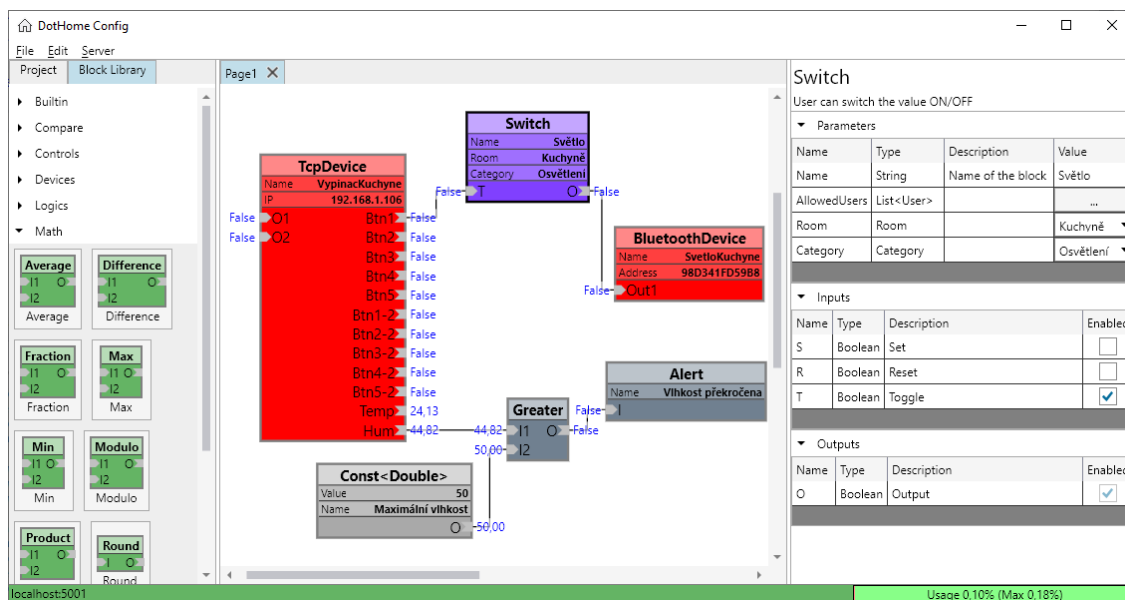 DotHome Config
File Edit Server
Project Block Library
Builtin
Compare
Controls
Devices
Logics
Math
Average
I1 O
I2
Average
Difference
I1 O
I2
Difference
Fraction
I1 O
I2
Fraction
Max
I1 O
I2
Max
Min
I1 O
I2
Min
Modulo
I1 O
I2
Modulo
Product
I1 O
I2
Round
I O
Round
Page1
TcpDevice
Name VypinacKuchyne
IP 192.168.1.106
False O1 Btn1 False
False O2 Btn2 False
Btn3 False
Btn4 False
Btn5 False
Btn1-2 False
Btn2-2 False
Btn3-2 False
Btn4-2 False
Btn5-2 False
Temp 24,13
Hum 44,82
Switch
Name Světlo
Room Kuchyně
Category Osvětlení
False T O False
BluetoothDevice
Name SvetloKuchyne
Address 98D341FD59B8
False Out1
Alert
Name Vlhkost překročena
False I
Greater
44,82 I1 O False
50,00 I2
Const<Double>
Value 50
Name Maximální vlhkost
O 50,00
Switch
User can switch the value ON/OFF
Parameters
Name Type Description Value
Name String Name of the block Světlo
AllowedUsers List<User> ...
Room Room Kuchyně
Category Category Osvětlení
Inputs
Name Type Description Enabled
S Boolean Set
R Boolean Reset
T Boolean Toggle
Outputs
Name Type Description Enabled
O Boolean Output
localhost:5001
Usage 0,10% (Max 0,18%)